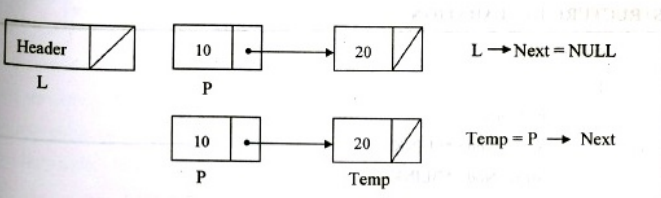 Header 10 20 L → Next = NULL
L P
10 20 Temp = P → Next
P Temp